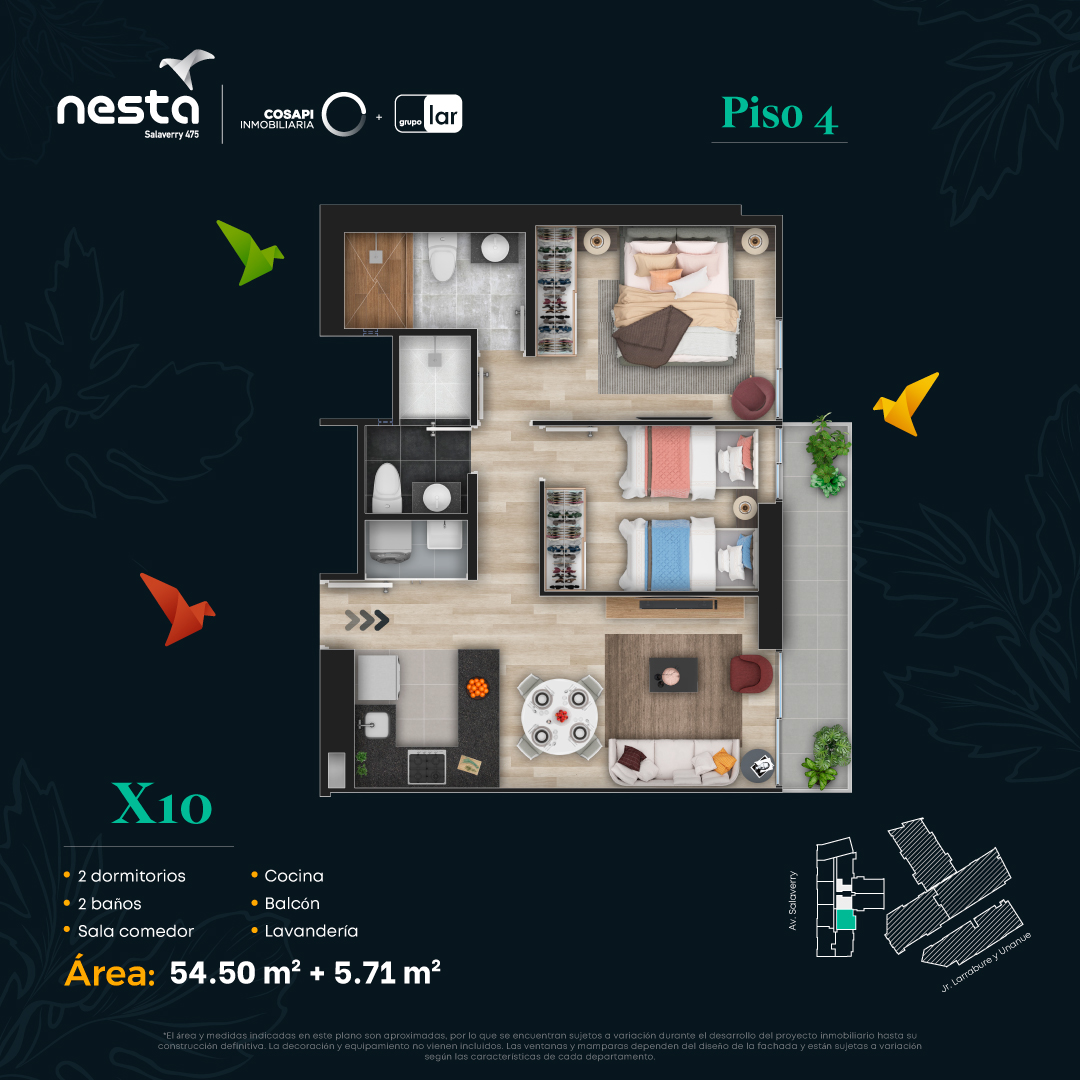 nesta
Salaverry 475
COSAPI
INMOBILIARIA
+
grupo lar
Piso 4
X10
2 dormitorios
2 baños
Sala comedor
Cocina
Balcón
Lavandería
Área: 54.50 m² + 5.71 m²
Av. Salaverry
Jr. Larrabure y Unanue
*El área y medidas indicadas en este plano son aproximadas, por lo que se encuentran sujetos a variación durante el desarrollo del proyecto inmobiliario hasta su
construcción definitiva. La decoración y equipamiento no vienen incluidos. Las ventanas y mamparas dependen del diseño de la fachada y están sujetas a variación
según las características de cada departamento.